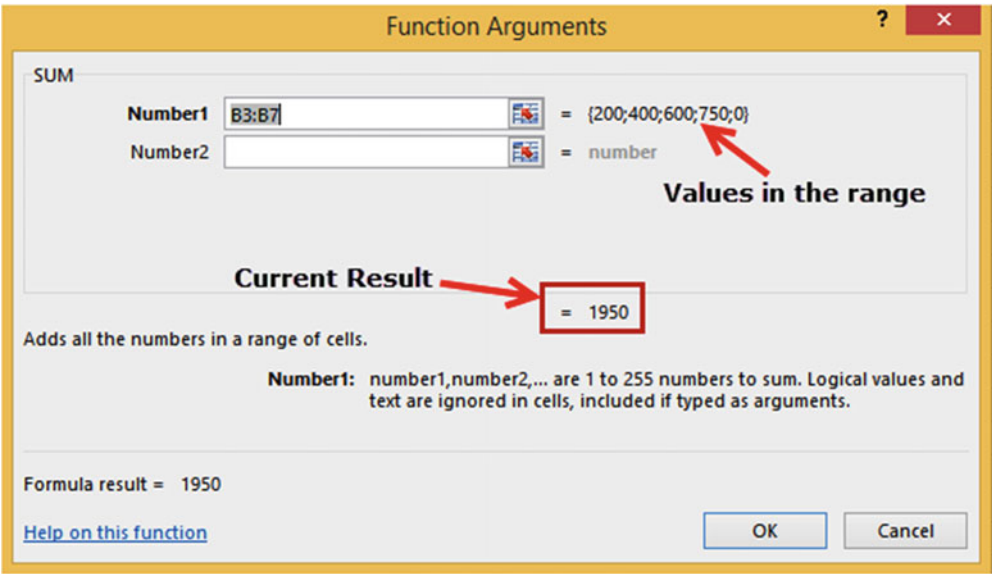 Function Arguments
? ×
SUM
Number1 B3:B7 = {200;400;600;750;0}
Number2 = number
Values in the range
Current Result
= 1950
Adds all the numbers in a range of cells.
Number1: number1,number2,... are 1 to 255 numbers to sum. Logical values and
text are ignored in cells, included if typed as arguments.
Formula result = 1950
Help on this function
OK Cancel